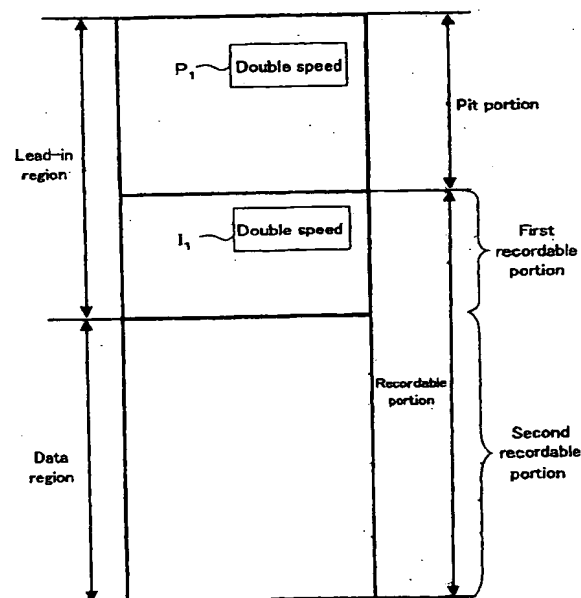 P₁
Double speed
Pit portion
Lead-in
region
I₁
Double speed
First
recordable
portion
Recordable
portion
Data
region
Second
recordable
portion